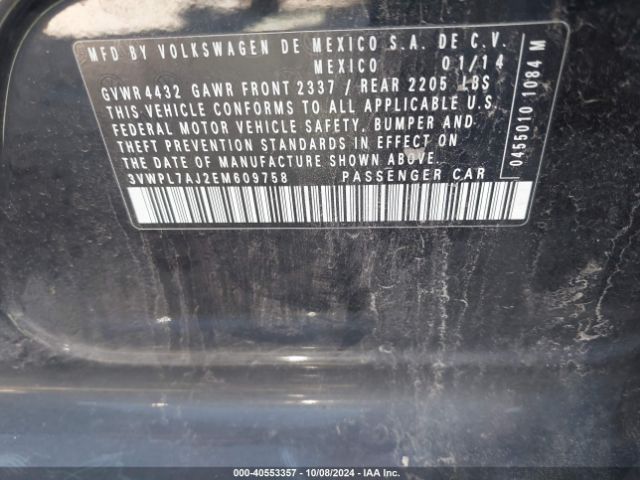 MFD BY VOLKSWAGEN DE MEXICO S.A. DE C.V.
MEXICO 01/14
GVWR 4432 GAWR FRONT 2337 / REAR 2205 LBS
THIS VEHICLE CONFORMS TO ALL APPLICABLE U.S.
FEDERAL MOTOR VEHICLE SAFETY, BUMPER AND
THEFT PREVENTION STANDARDS IN EFFECT ON
THE DATE OF MANUFACTURE SHOWN ABOVE.
3VWPL7AJ2EM609758 PASSENGER CAR
0455010 1084 M
000-40553357 - 10/08/2024 - IAA Inc.